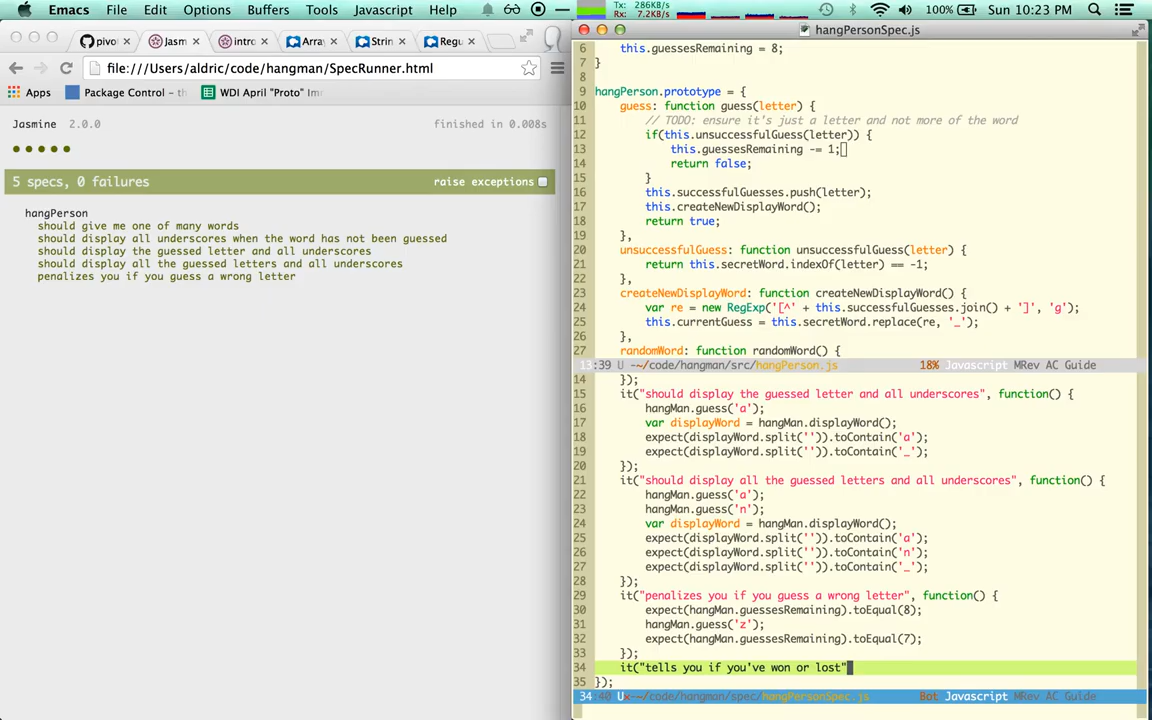 Emacs File Edit Options Buffers Tools Javascript Help
Tx: 286KB/s
Rx: 7.2KB/s
100%
Sun 10:23 PM
pivo
Jasm
intro
Array
Strin
Regu
file:///Users/aldric/code/hangman/SpecRunner.html
Apps
Package Control – th
WDI April "Proto" Im
Jasmine 2.0.0
finished in 0.008s
5 specs, 0 failures
raise exceptions
hangPerson
should give me one of many words
should display all underscores when the word has not been guessed
should display the guessed letter and all underscores
should display all the guessed letters and all underscores
penalizes you if you guess a wrong letter
hangPersonSpec.js
6 this.guessesRemaining = 8;
7 }
8
9 hangPerson.prototype = {
10 guess: function guess(letter) {
11 // TODO: ensure it's just a letter and not more of the word
12 if(this.unsuccessfulGuess(letter)) {
13 this.guessesRemaining -= 1;
14 return false;
15 }
16 this.successfulGuesses.push(letter);
17 this.createNewDisplayWord();
18 return true;
19 },
20 unsuccessfulGuess: function unsuccessfulGuess(letter) {
21 return this.secretWord.indexOf(letter) == -1;
22 },
23 createNewDisplayWord: function createNewDisplayWord() {
24 var re = new RegExp('[^' + this.successfulGuesses.join() + ']', 'g');
25 this.currentGuess = this.secretWord.replace(re, '_');
26 },
27 randomWord: function randomWord() {
13:39 U --~/code/hangman/src/hangPerson.js 18% Javascript MRev AC Guide
14 });
15 it("should display the guessed letter and all underscores", function() {
16 hangMan.guess('a');
17 var displayWord = hangMan.displayWord();
18 expect(displayWord.split('')).toContain('a');
19 expect(displayWord.split('')).toContain('_');
20 });
21 it("should display all the guessed letters and all underscores", function() {
22 hangMan.guess('a');
23 hangMan.guess('n');
24 var displayWord = hangMan.displayWord();
25 expect(displayWord.split('')).toContain('a');
26 expect(displayWord.split('')).toContain('n');
27 expect(displayWord.split('')).toContain('_');
28 });
29 it("penalizes you if you guess a wrong letter", function() {
30 expect(hangMan.guessesRemaining).toEqual(8);
31 hangMan.guess('z');
32 expect(hangMan.guessesRemaining).toEqual(7);
33 });
34 it("tells you if you've won or lost"
35 });
34:40 U*-~/code/hangman/spec/hangPersonSpec.js Bot Javascript MRev AC Guide